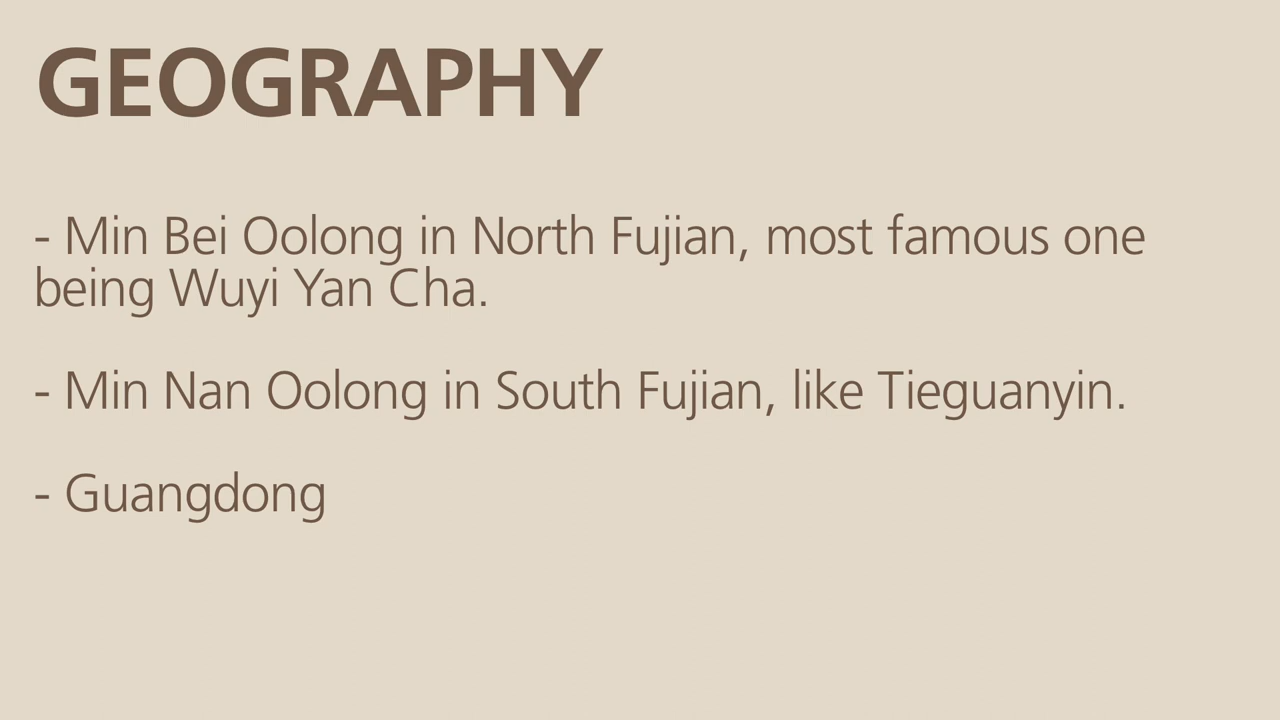 GEOGRAPHY
- Min Bei Oolong in North Fujian, most famous one
being Wuyi Yan Cha.
- Min Nan Oolong in South Fujian, like Tieguanyin.
- Guangdong